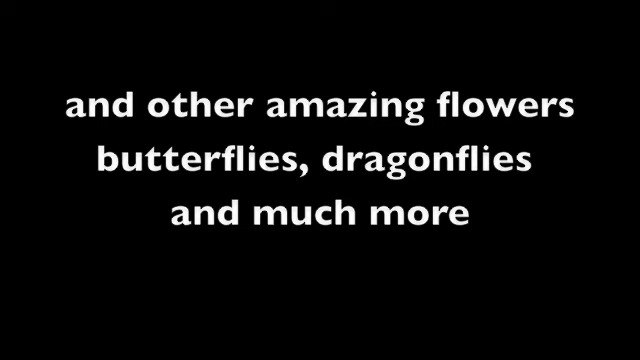 and other amazing flowers
butterflies, dragonflies
and much more